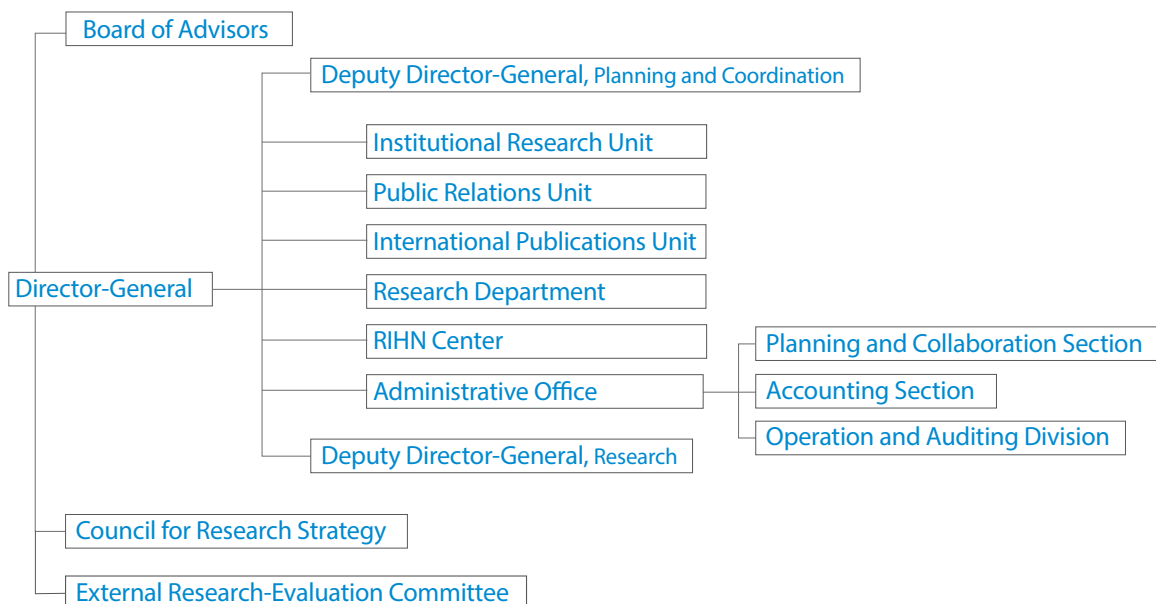 Board of Advisors
Deputy Director-General, Planning and Coordination
Institutional Research Unit
Public Relations Unit
International Publications Unit
Director-General
Research Department
RIHN Center
Planning and Collaboration Section
Administrative Office
Accounting Section
Operation and Auditing Division
Deputy Director-General, Research
Council for Research Strategy
External Research-Evaluation Committee